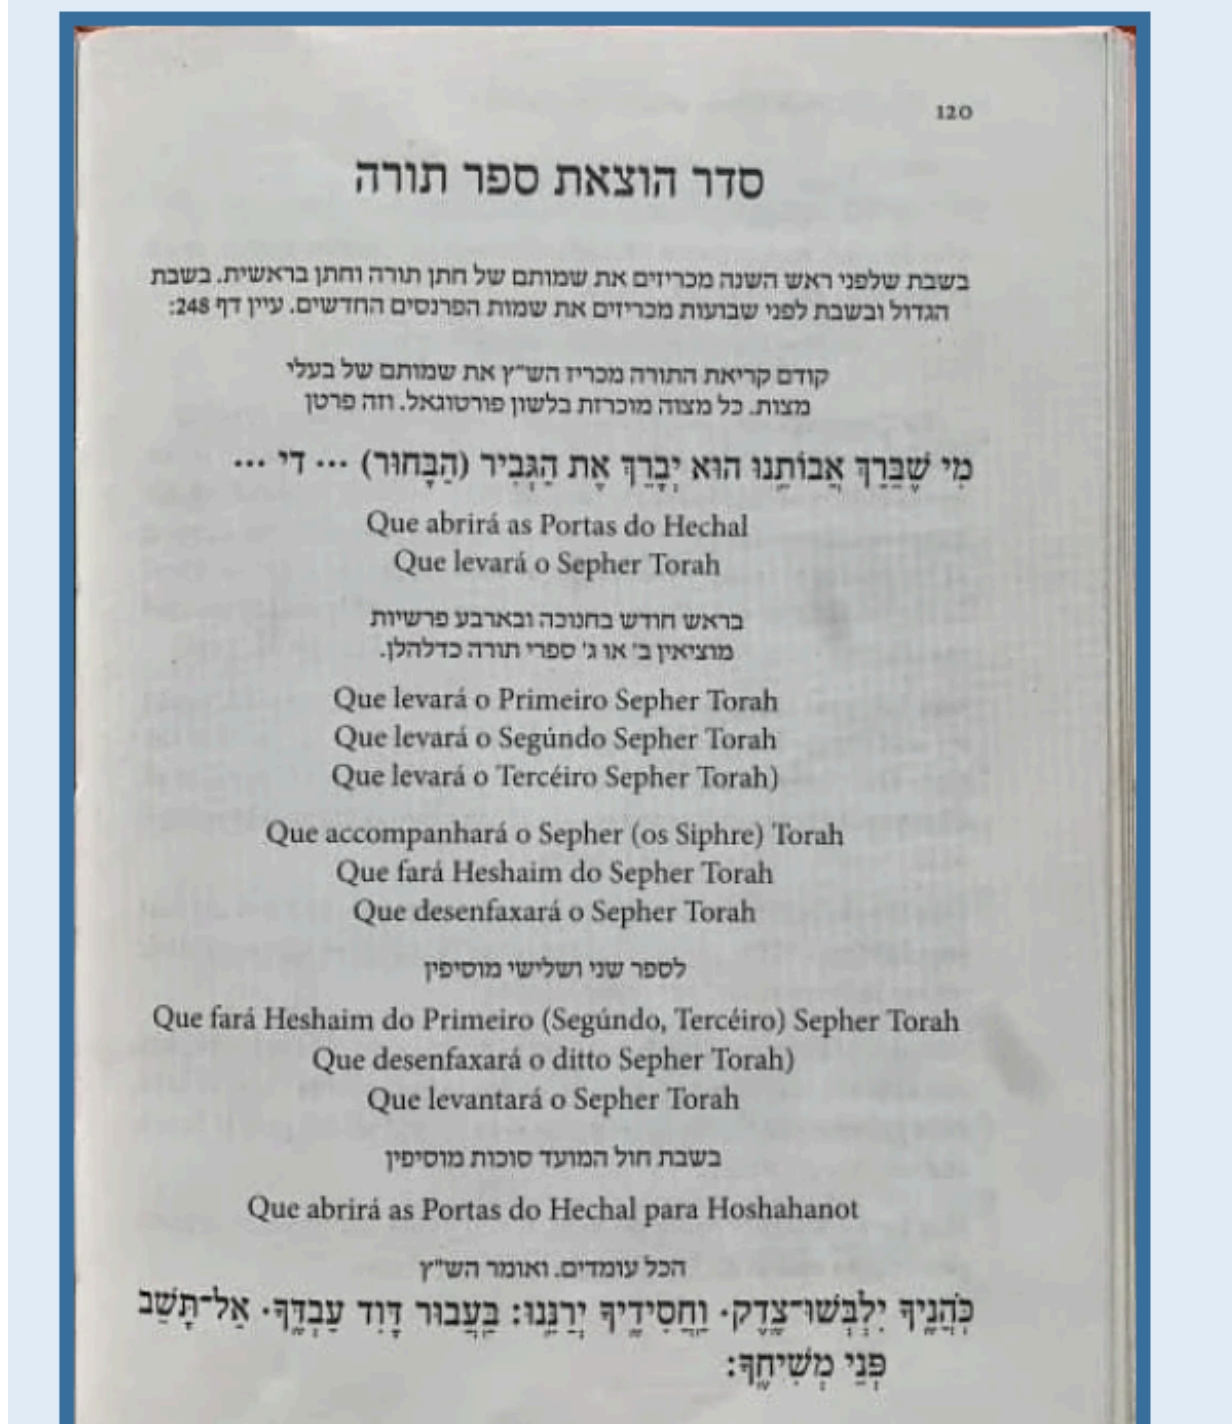 120
סדר הוצאת ספר תורה
בשבת שלפני ראש השנה מכריזים את שמותם של חתן תורה וחתן בראשית. בשבת
הגדול ובשבת לפני שבועות מכריזים את שמות הפרנסים החדשים. עיין דף 248:
קודם קריאת התורה מכריז הש״ץ את שמותם של בעלי
מצות. כל מצוה מוכרזת בלשון פורטוגאל. וזה פרטן
מִי שֶׁבֵּרַךְ אֲבוֹתֵֽינוּ הוּא יְבָרֵךְ אֶת הַגְּבִיר (הַבָּחוּר) ... די ...
Que abrirá as Portas do Hechal
Que levará o Sepher Torah
בראש חודש בחנוכה ובארבע פרשיות
מוציאין ב׳ או ג׳ ספרי תורה כדלהלן.
Que levará o Primeiro Sepher Torah
Que levará o Segúndo Sepher Torah
Que levará o Tercéiro Sepher Torah)
Que accompanhará o Sepher (os Siphre) Torah
Que fará Heshaim do Sepher Torah
Que desenfaxará o Sepher Torah
לספר שני ושלישי מוסיפין
Que fará Heshaim do Primeiro (Segúndo, Tercéiro) Sepher Torah
Que desenfaxará o ditto Sepher Torah)
Que levantará o Sepher Torah
בשבת חול המועד סוכות מוסיפין
Que abrirá as Portas do Hechal para Hoshahanot
הכל עומדים. ואומר הש"ץ
כֹּֽהֲנֶֽיךָ יִלְבְּשׁוּ־צֶֽדֶק. וַֽחֲסִידֶֽיךָ יְרַנֵּֽנוּ: בַּֽעֲבוּר דָּוִד עַבְדֶּֽךָ. אַל־תָּשֵׁב
פְּנֵי מְשִׁיחֶֽךָ: